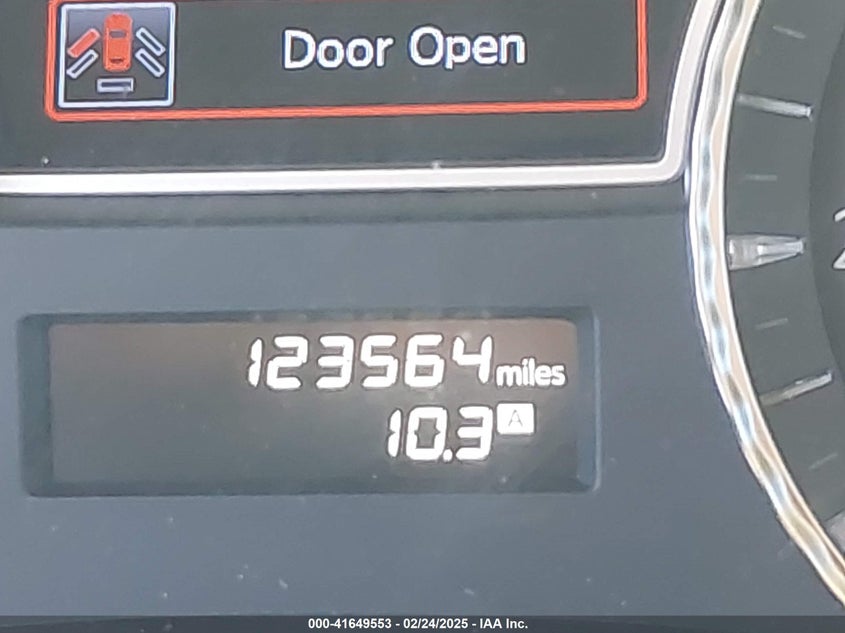 Door Open
123564 miles
10.3 A
000-41649553 - 02/24/2025 - IAA Inc.